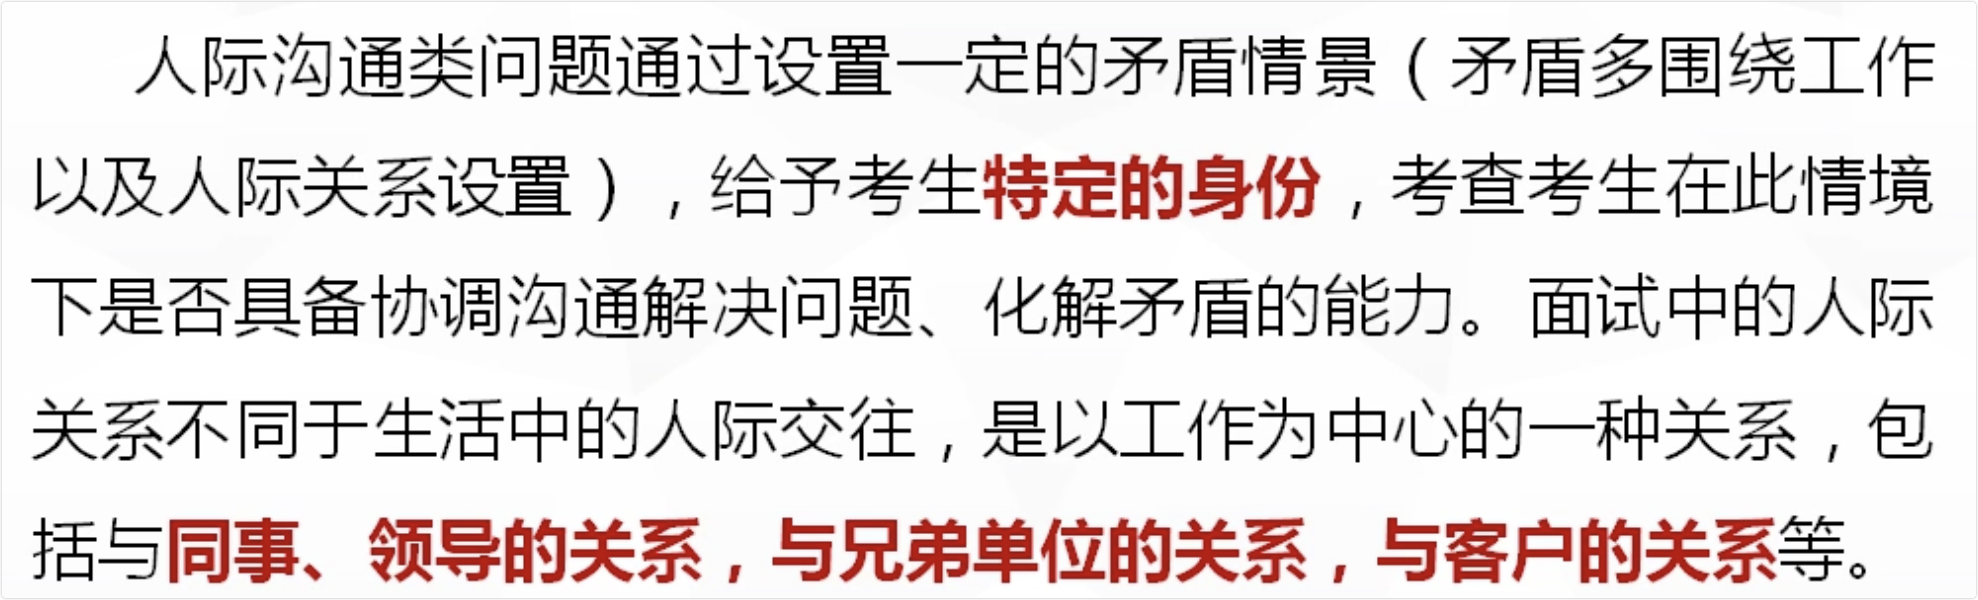 人际沟通类问题通过设置一定的矛盾情景（矛盾多围绕工作
以及人际关系设置），给予考生特定的身份，考查考生在此情境
下是否具备协调沟通解决问题、化解矛盾的能力。面试中的人际
关系不同于生活中的人际交往，是以工作为中心的一种关系，包
括与同事、领导的关系，与兄弟单位的关系，与客户的关系等。